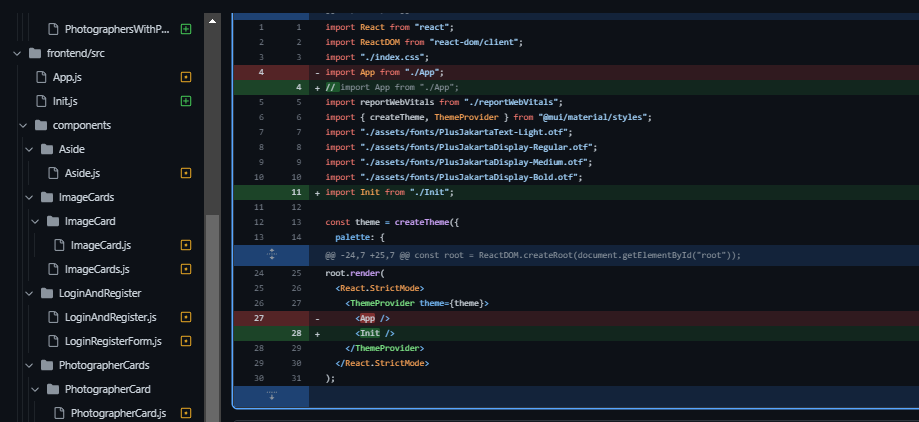 PhotographersWithP...
frontend/src
App.js
Init.js
components
Aside
Aside.js
ImageCards
ImageCard
ImageCard.js
ImageCards.js
LoginAndRegister
LoginAndRegister.js
LoginRegisterForm.js
PhotographerCards
PhotographerCard
PhotographerCard.js
1 1 import React from "react";
2 2 import ReactDOM from "react-dom/client";
3 3 import "./index.css";
4 - import App from "./App";
4 + // import App from "./App";
5 5 import reportWebVitals from "./reportWebVitals";
6 6 import { createTheme, ThemeProvider } from "@mui/material/styles";
7 7 import "./assets/fonts/PlusJakartaText-Light.otf";
8 8 import "./assets/fonts/PlusJakartaDisplay-Regular.otf";
9 9 import "./assets/fonts/PlusJakartaDisplay-Medium.otf";
10 10 import "./assets/fonts/PlusJakartaDisplay-Bold.otf";
11 + import Init from "./Init";
11 12
12 13 const theme = createTheme({
13 14 palette: {
@@ -24,7 +25,7 @@ const root = ReactDOM.createRoot(document.getElementById("root"));
24 25 root.render(
25 26 <React.StrictMode>
26 27 <ThemeProvider theme={theme}>
27 - <App />
28 + <Init />
28 29 </ThemeProvider>
29 30 </React.StrictMode>
30 31 );